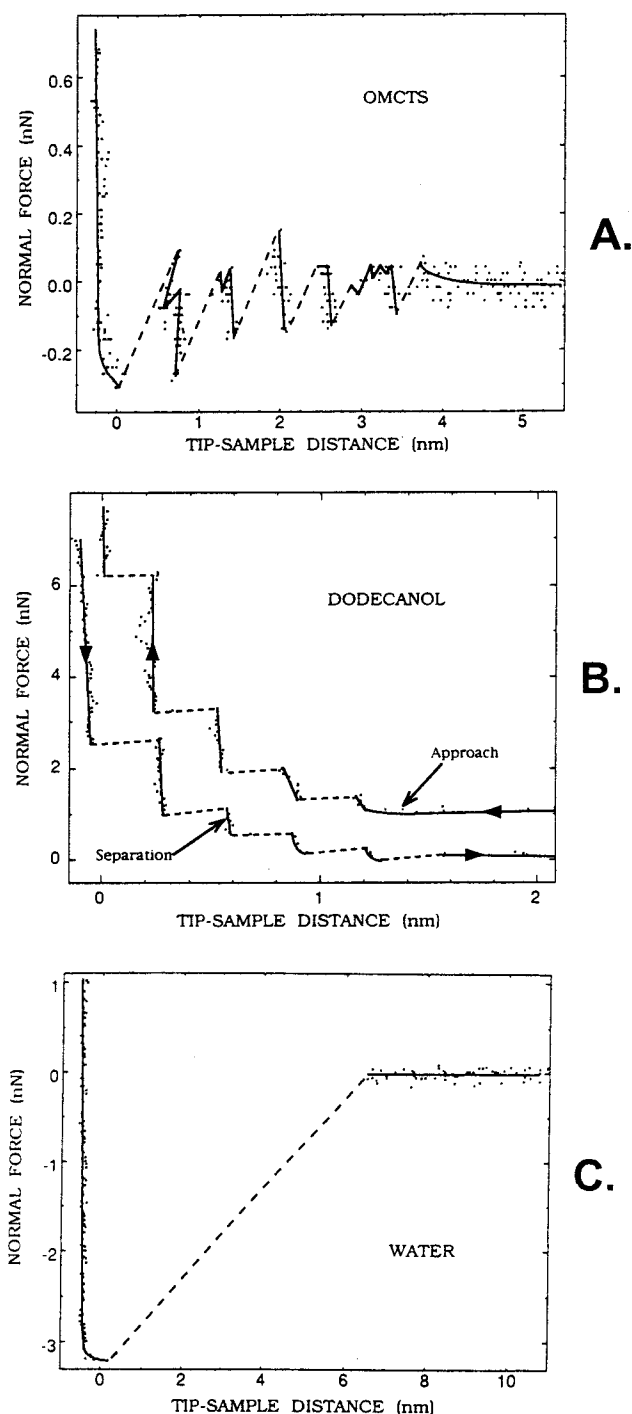 0.6
0.4
0.2
0.0
-0.2
NORMAL FORCE (nN)
OMCTS
A.
0 1 2 3 4 5
TIP-SAMPLE DISTANCE (nm)
6
4
2
0
NORMAL FORCE (nN)
DODECANOL
B.
Approach
Separation
0 1 2
TIP-SAMPLE DISTANCE (nm)
1
0
-1
-2
-3
NORMAL FORCE (nN)
C.
WATER
0 2 4 6 8 10
TIP-SAMPLE DISTANCE (nm)